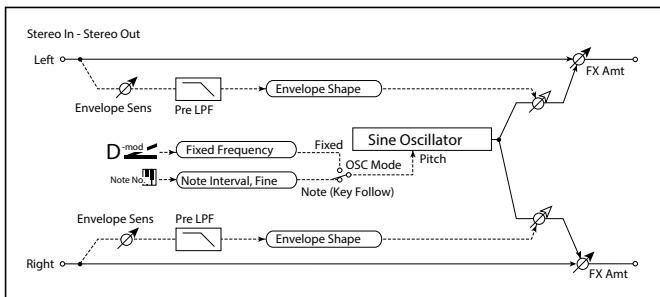 Stereo In - Stereo Out
Left
FX Amt
Envelope Shape
Envelope Sens
Pre LPF
D-mod
Fixed Frequency
Fixed
Sine Oscillator
OSC Mode
Pitch
Note No.
Note Interval, Fine
Note (Key Follow)
Envelope Sens
Pre LPF
Envelope Shape
Right
FX Amt